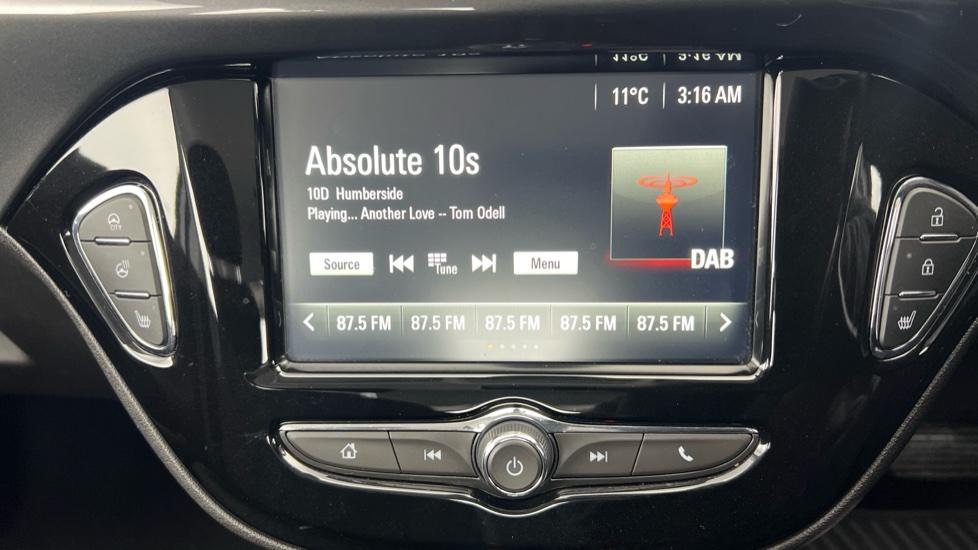 11°C 3:16 AM
Absolute 10s
10D Humberside
Playing... Another Love -- Tom Odell
DAB
Source Tune Menu
87.5 FM 87.5 FM 87.5 FM 87.5 FM 87.5 FM
CITY